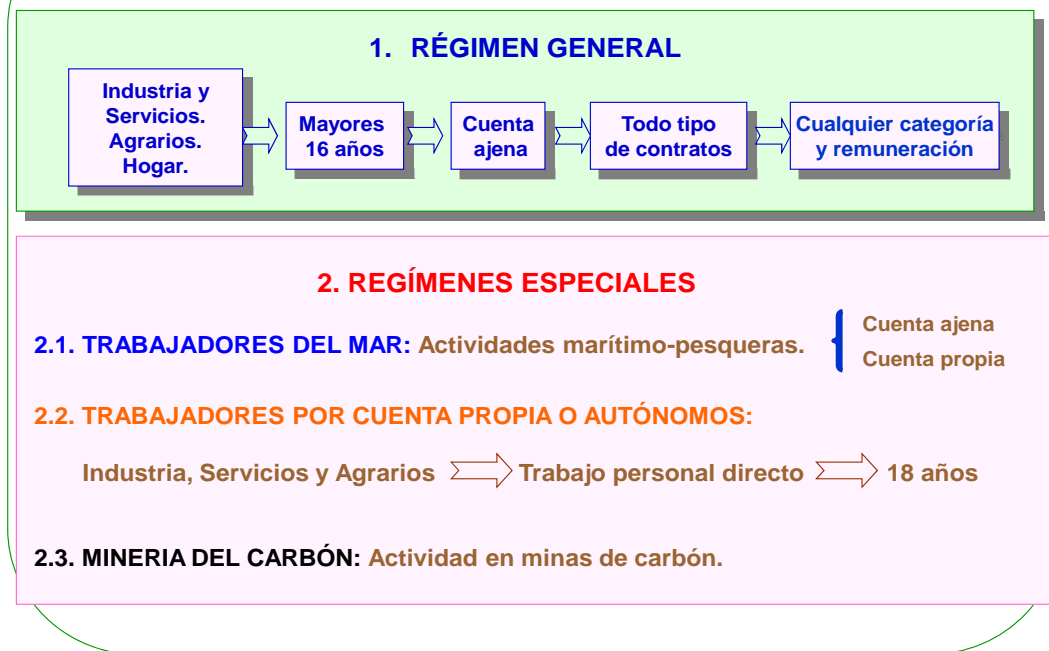 1. RÉGIMEN GENERAL
Industria y
Servicios.
Agrarios.
Hogar.
Mayores
16 años
Cuenta
ajena
Todo tipo
de contratos
Cualquier categoría
y remuneración
2. REGÍMENES ESPECIALES
2.1. TRABAJADORES DEL MAR: Actividades marítimo-pesqueras.
Cuenta ajena
Cuenta propia
2.2. TRABAJADORES POR CUENTA PROPIA O AUTÓNOMOS:
Industria, Servicios y Agrarios Trabajo personal directo 18 años
2.3. MINERIA DEL CARBÓN: Actividad en minas de carbón.